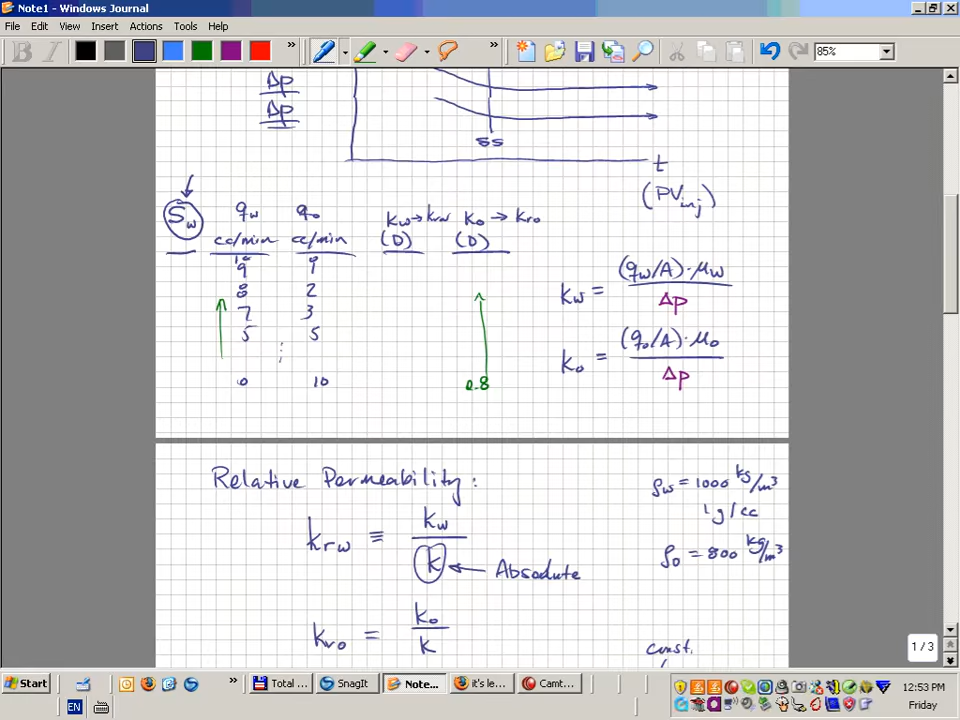 Note1 - Windows Journal
File Edit View Insert Actions Tools Help
B I » » 85%
Δp
Δp
ss
t
(PVinj)
Sw qw qo kw→krw ko → kro
cc/min cc/min (D) (D)
10
9 1
8 2
7 3
5 5
0 10 0.8
kw = (qw/A)·μw
Δp
ko = (qo/A)·μo
Δp
Relative Permeability:
krw ≡ kw
k ← Absolute
kro = ko
k
ρw = 1000 kg/m3
1 g/cc
ρo = 800 kg/m3
const.
1 / 3
Start » Total ... SnagIt Note... it's le... Camt...
12:53 PM
EN Friday